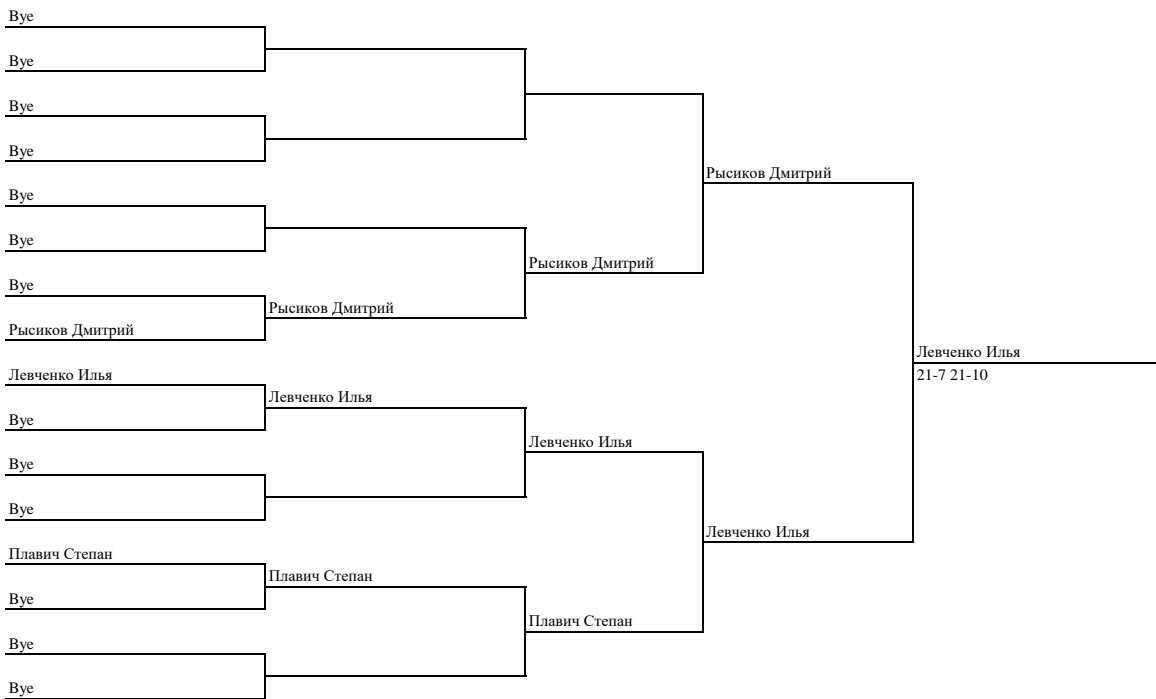 Bye
Bye
Bye
Bye
Рысиков Дмитрий
Bye
Bye
Рысиков Дмитрий
Bye
Рысиков Дмитрий
Рысиков Дмитрий
Левченко Илья
Левченко Илья
21-7 21-10
Левченко Илья
Bye
Левченко Илья
Bye
Bye
Левченко Илья
Плавич Степан
Плавич Степан
Bye
Плавич Степан
Bye
Bye